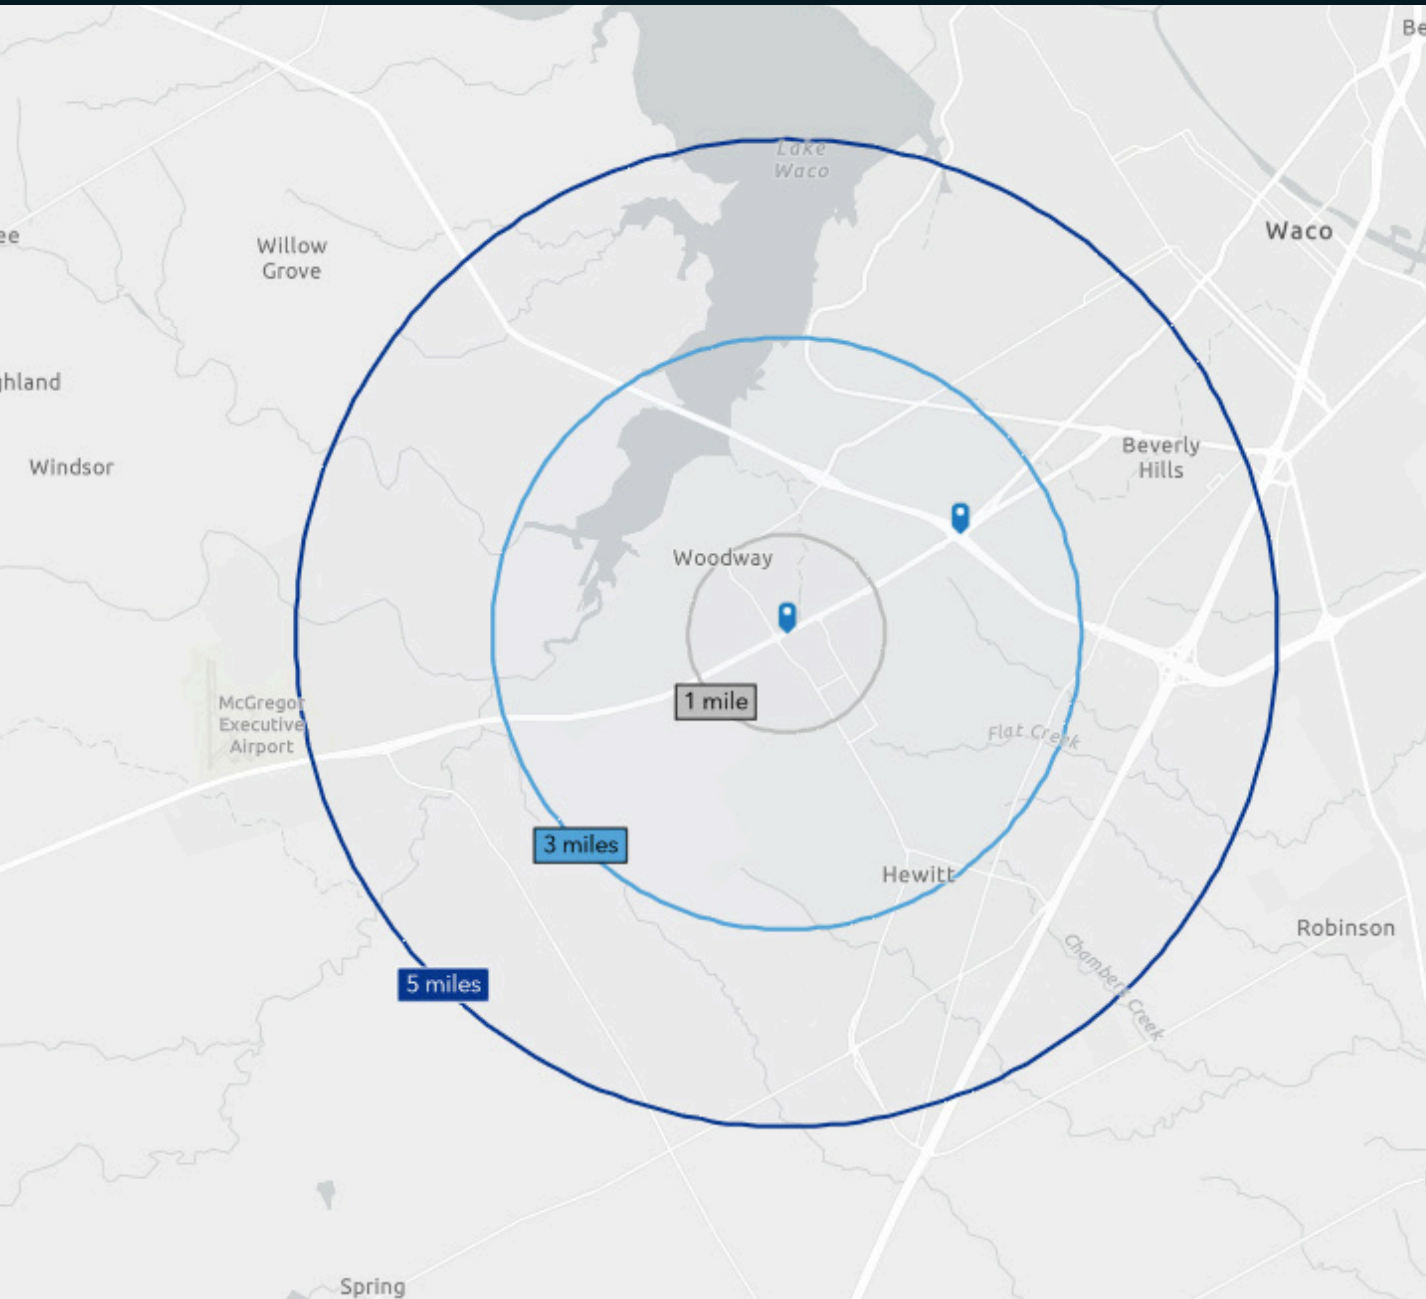 Be
Lake
Waco
Waco
ee
Willow
Grove
ghland
Beverly
Hills
Windsor
Woodway
McGregor
Executive
Airport
1 mile
Flat Creek
3 miles
Hewitt
Robinson
Chambers Creek
5 miles
Spring